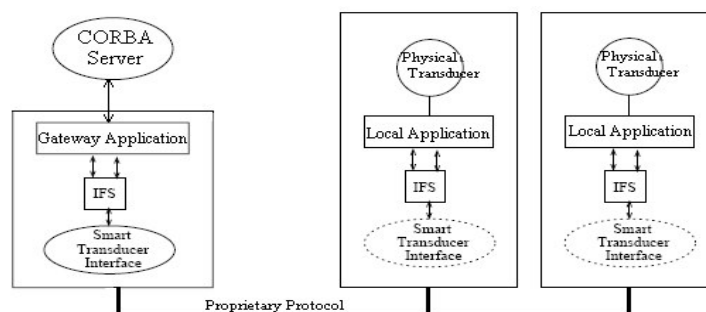 CORBA
Server
Gateway Application
IFS
Smart
Transducer
Interface
Physical
Transducer
Local Application
IFS
Smart
Transducer
Interface
Physical
Transducer
Local Application
IFS
Smart
Transducer
Interface
Proprietary Protocol